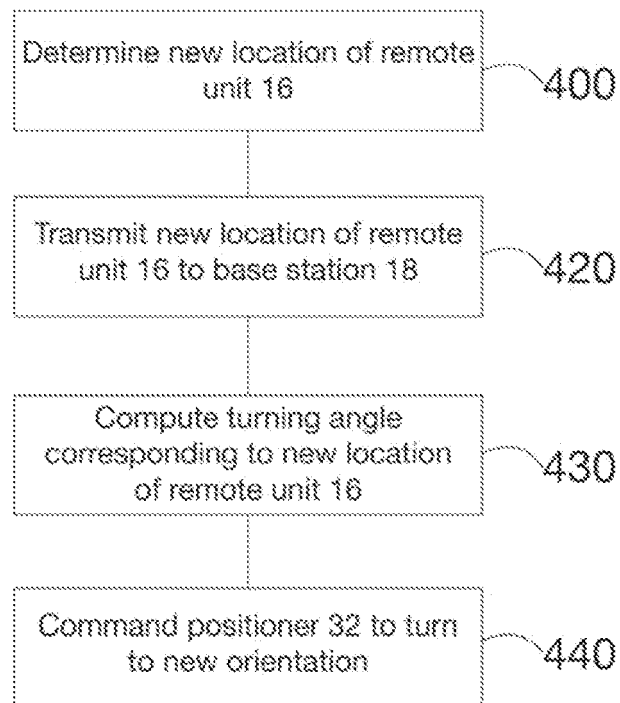 Determine new location of remote
unit 16
400
Transmit new location of remote
unit 16 to base station 18
420
Compute turning angle
corresponding to new location
of remote unit 16
430
Command positioner 32 to turn
to new orientation
440